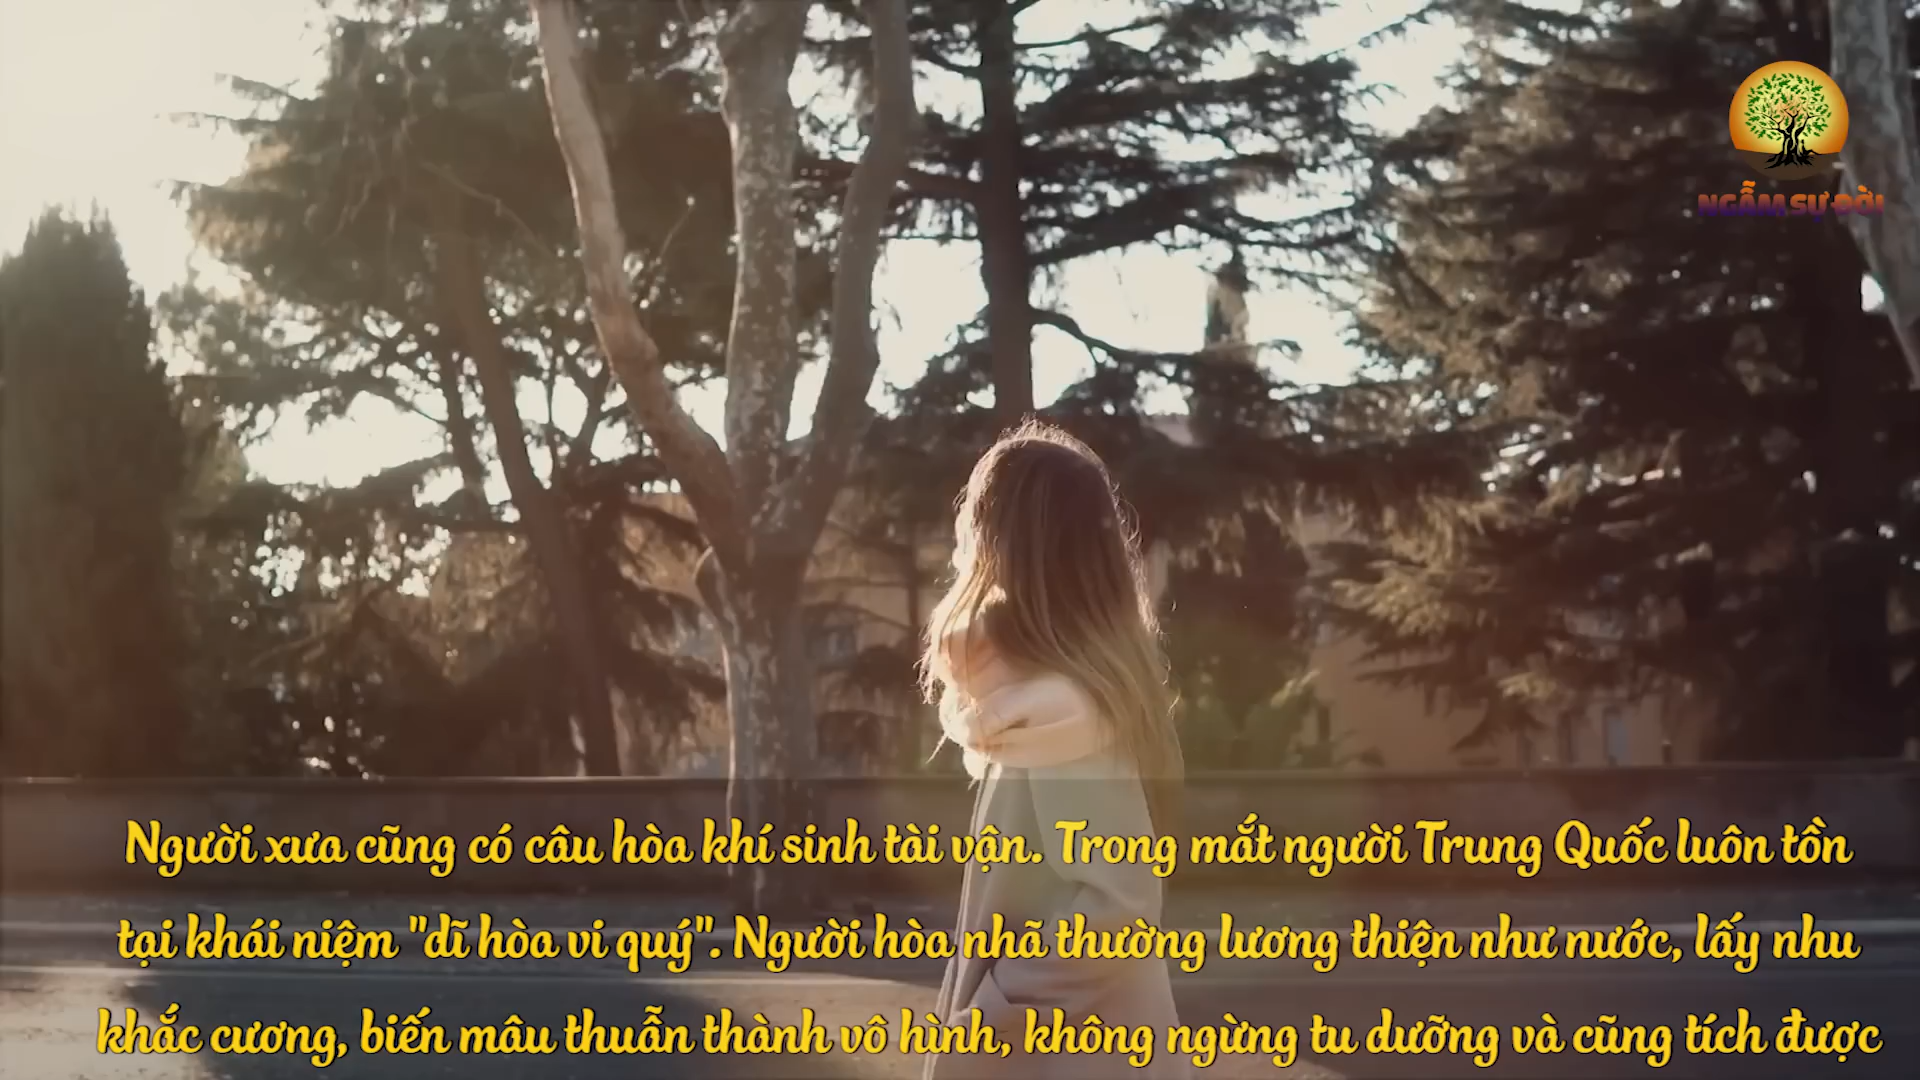 NGẪM SỰ ĐỜI
Người xưa cũng có câu hòa khí sinh tài vận. Trong mắt người Trung Quốc luôn tồn
tại khái niệm "dĩ hòa vi quý". Người hòa nhã thường lương thiện như nước, lấy nhu
khắc cương, biến mâu thuẫn thành vô hình, không ngừng tu dưỡng và cũng tích được